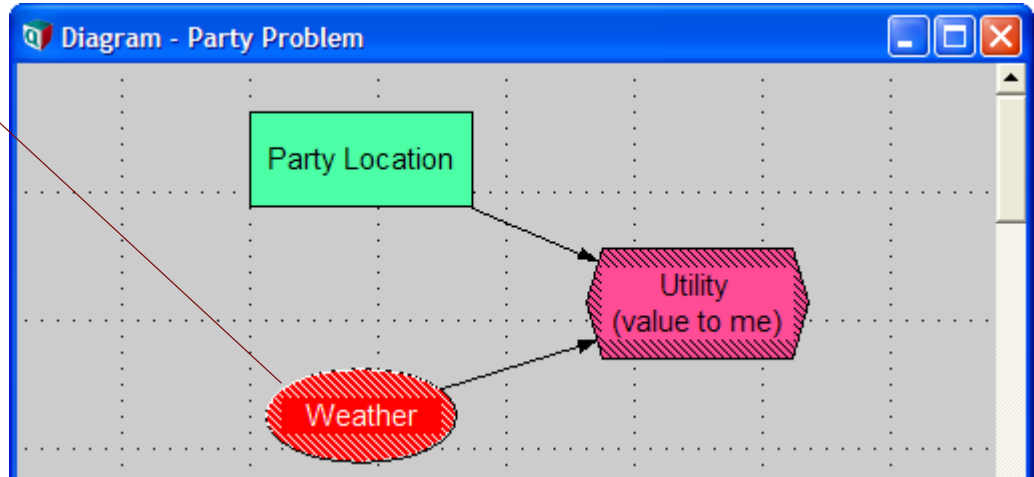 Diagram - Party Problem
Party Location
Utility
(value to me)
Weather